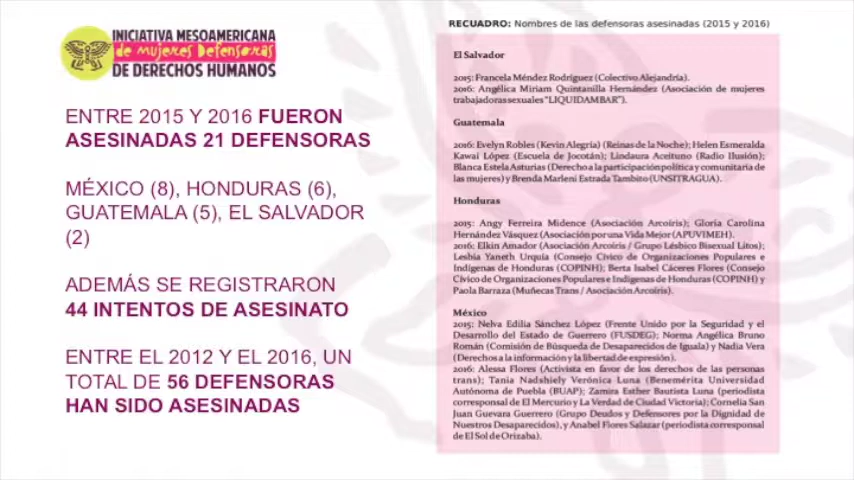 INICIATIVA MESOAMERICANA
de mujeres Defensoras
DE DERECHOS HUMANOS
ENTRE 2015 Y 2016 FUERON
ASESINADAS 21 DEFENSORAS
MÉXICO (8), HONDURAS (6),
GUATEMALA (5), EL SALVADOR
(2)
ADEMÁS SE REGISTRARON
44 INTENTOS DE ASESINATO
ENTRE EL 2012 Y EL 2016, UN
TOTAL DE 56 DEFENSORAS
HAN SIDO ASESINADAS
RECUADRO: Nombres de las defensoras asesinadas (2015 y 2016)
El Salvador
2015: Francela Méndez Rodríguez (Colectivo Alejandría).
2016: Angélica Miriam Quintanilla Hernández (Asociación de mujeres
trabajadoras sexuales "LIQUIDAMBAR").
Guatemala
2016: Evelyn Robles (Kevin Alegría) (Reinas de la Noche); Helen Esmeralda
Kawai López (Escuela de Jocotán); Lindaura Aceituno (Radio Ilusión);
Blanca Estela Asturias (Derecho a la participación política y comunitaria de
las mujeres) y Brenda Marleni Estrada Tambito (UNSITRAGUA).
Honduras
2015: Angy Ferreira Midence (Asociación Arcoíris); Gloria Carolina
Hernández Vásquez (Asociación por una Vida Mejor (APUVIMEH).
2016: Elkin Amador (Asociación Arcoíris / Grupo Lésbico Bisexual Litos);
Lesbia Yaneth Urquía (Consejo Cívico de Organizaciones Populares e
Indígenas de Honduras (COPINH); Berta Isabel Cáceres Flores (Consejo
Cívico de Organizaciones Populares e Indígenas de Honduras (COPINH) y
Paola Barraza (Muñecas Trans / Asociación Arcoíris).
México
2015: Nelva Edilia Sánchez López (Frente Unido por la Seguridad y el
Desarrollo del Estado de Guerrero (FUSDEG); Norma Angélica Bruno
Román (Comisión de Búsqueda de Desaparecidos de Iguala) y Nadia Vera
(Derechos a la información y la libertad de expresión).
2016: Alessa Flores (Activista en favor de los derechos de las personas
trans); Tania Nadshiely Verónica Luna (Benemérita Universidad
Autónoma de Puebla (BUAP); Zamira Esther Bautista Luna (periodista
corresponsal de El Mercurio y La Verdad de Ciudad Victoria); Cornelia San
Juan Guevara Guerrero (Grupo Deudos y Defensores por la Dignidad de
Nuestros Desaparecidos), y Anabel Flores Salazar (periodista corresponsal
de El Sol de Orizaba).